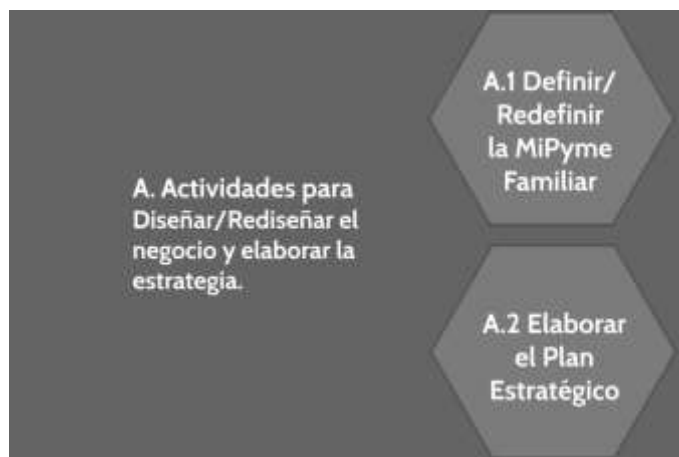 A. Actividades para
Diseñar/Rediseñar el
negocio y elaborar la
estrategia.
A.1 Definir/
Redefinir
la MiPyme
Familiar
A.2 Elaborar
el Plan
Estratégico